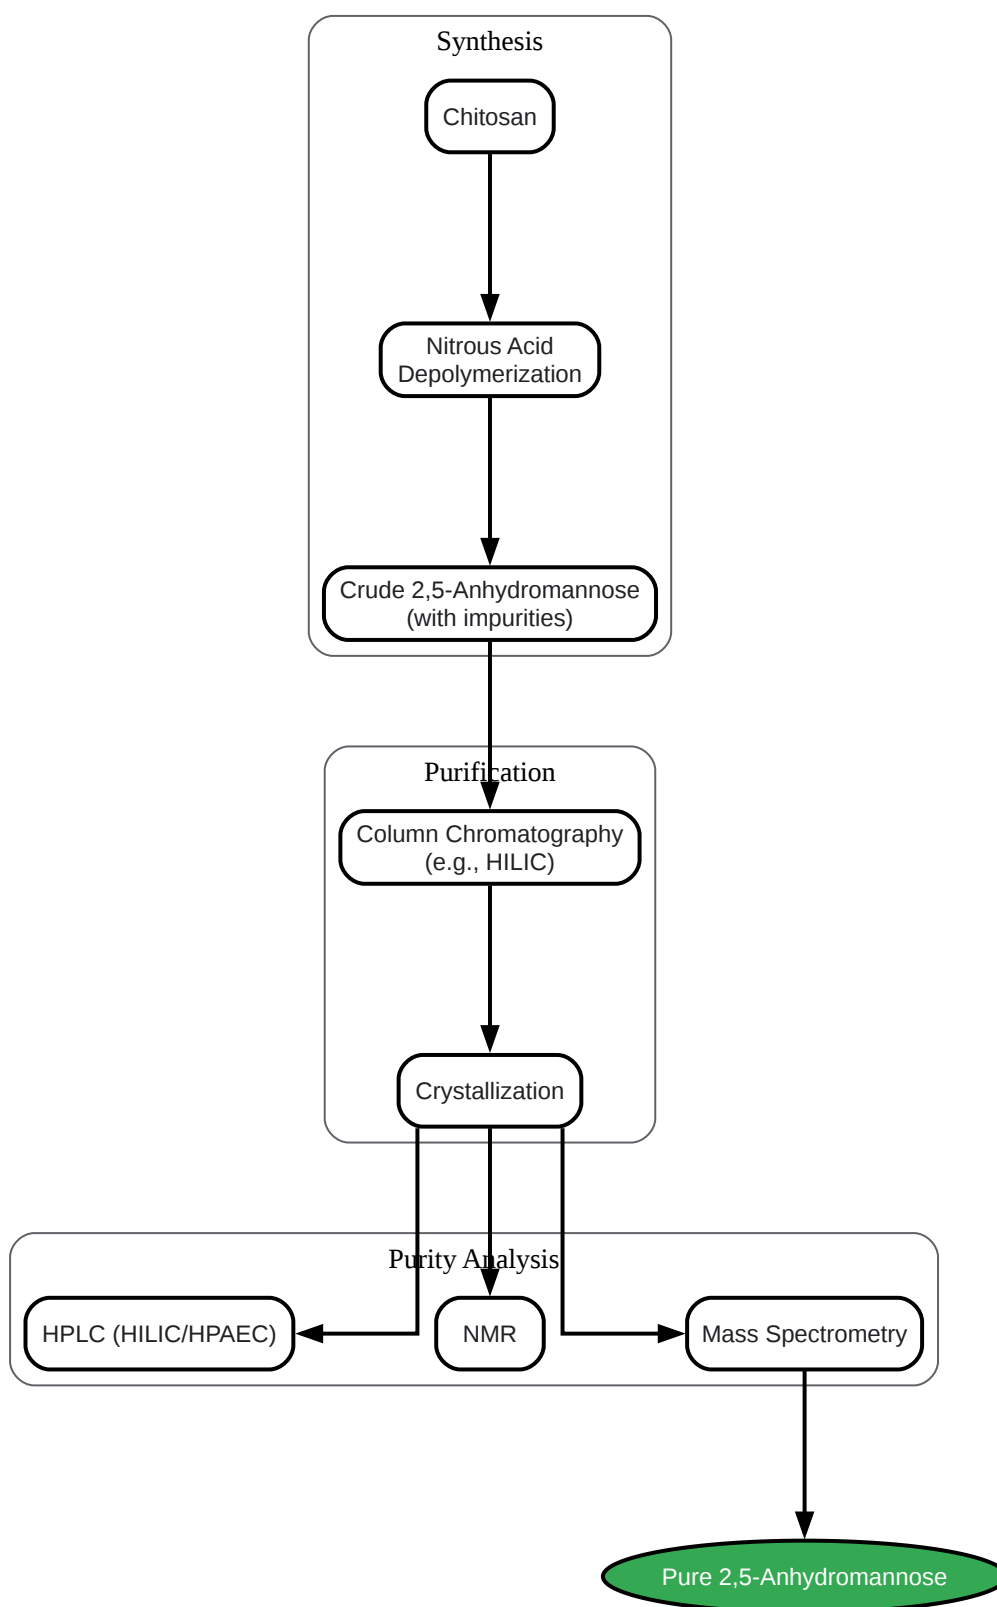 Synthesis
Chitosan
Nitrous Acid
Depolymerization
Crude 2,5-Anhydromannose
(with impurities)
Purification
Column Chromatography
(e.g., HILIC)
Crystallization
Purity Analysis
HPLC (HILIC/HPAEC)
NMR
Mass Spectrometry
Pure 2,5-Anhydromannose